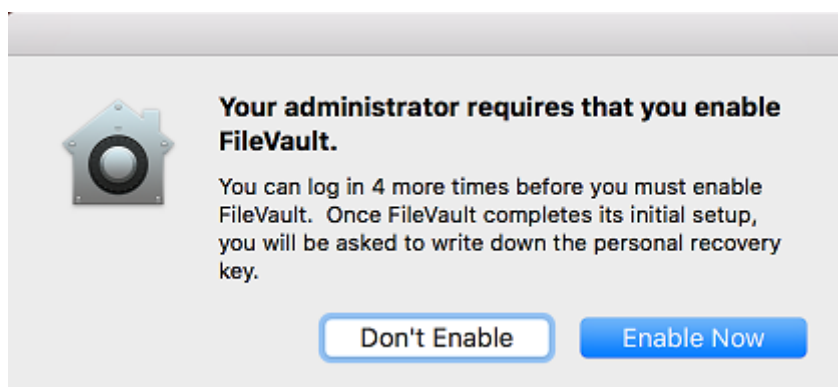 Your administrator requires that you enable
FileVault.
You can log in 4 more times before you must enable
FileVault.  Once FileVault completes its initial setup,
you will be asked to write down the personal recovery
key.
Don't Enable
Enable Now